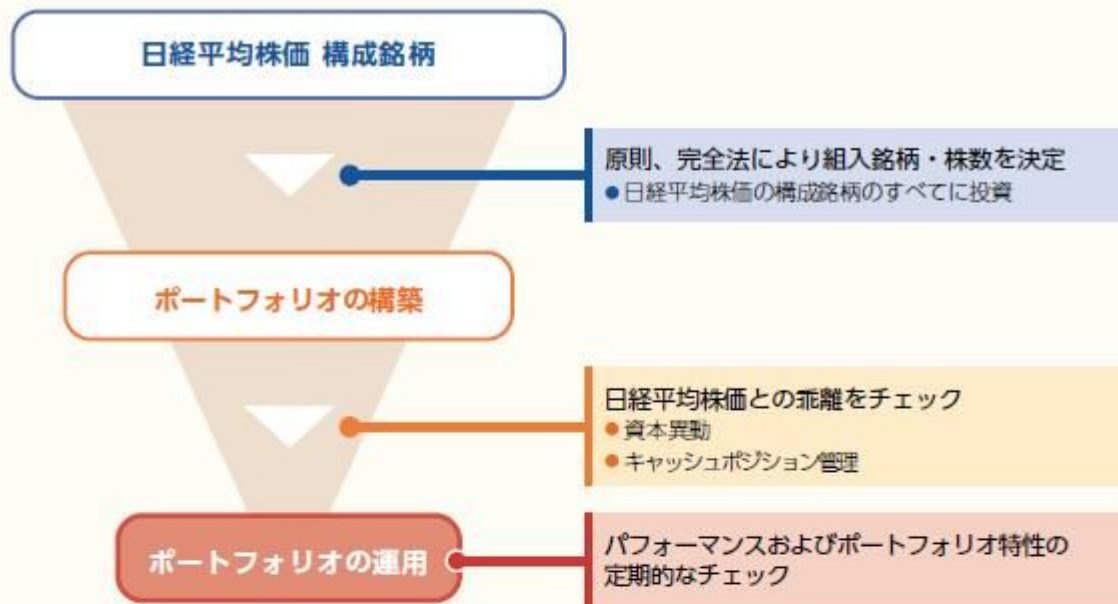 日経平均株価 構成銘柄
原則、完全法により組入銘柄・株数を決定
●日経平均株価の構成銘柄のすべてに投資
ポートフォリオの構築
日経平均株価との乖離をチェック
●資本異動
●キャッシュポジション管理
ポートフォリオの運用
パフォーマンスおよびポートフォリオ特性の
定期的なチェック